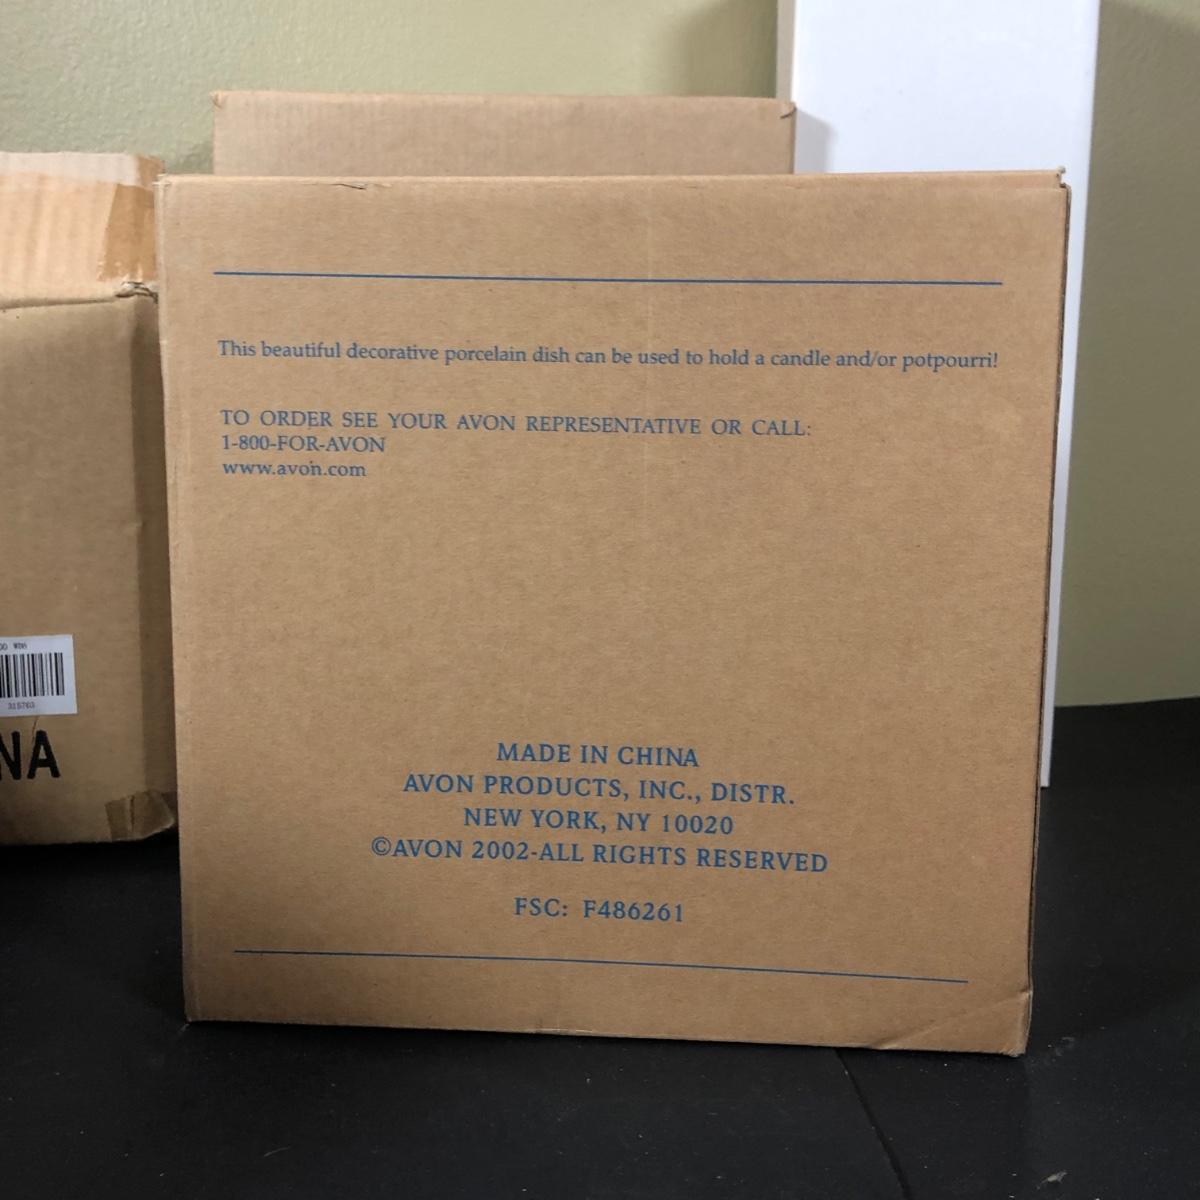 This beautiful decorative porcelain dish can be used to hold a candle and/or potpourri!
TO ORDER SEE YOUR AVON REPRESENTATIVE OR CALL:
1-800-FOR-AVON
www.avon.com
MADE IN CHINA
AVON PRODUCTS, INC., DISTR.
NEW YORK, NY 10020
©AVON 2002-ALL RIGHTS RESERVED
FSC: F486261
315763
NA